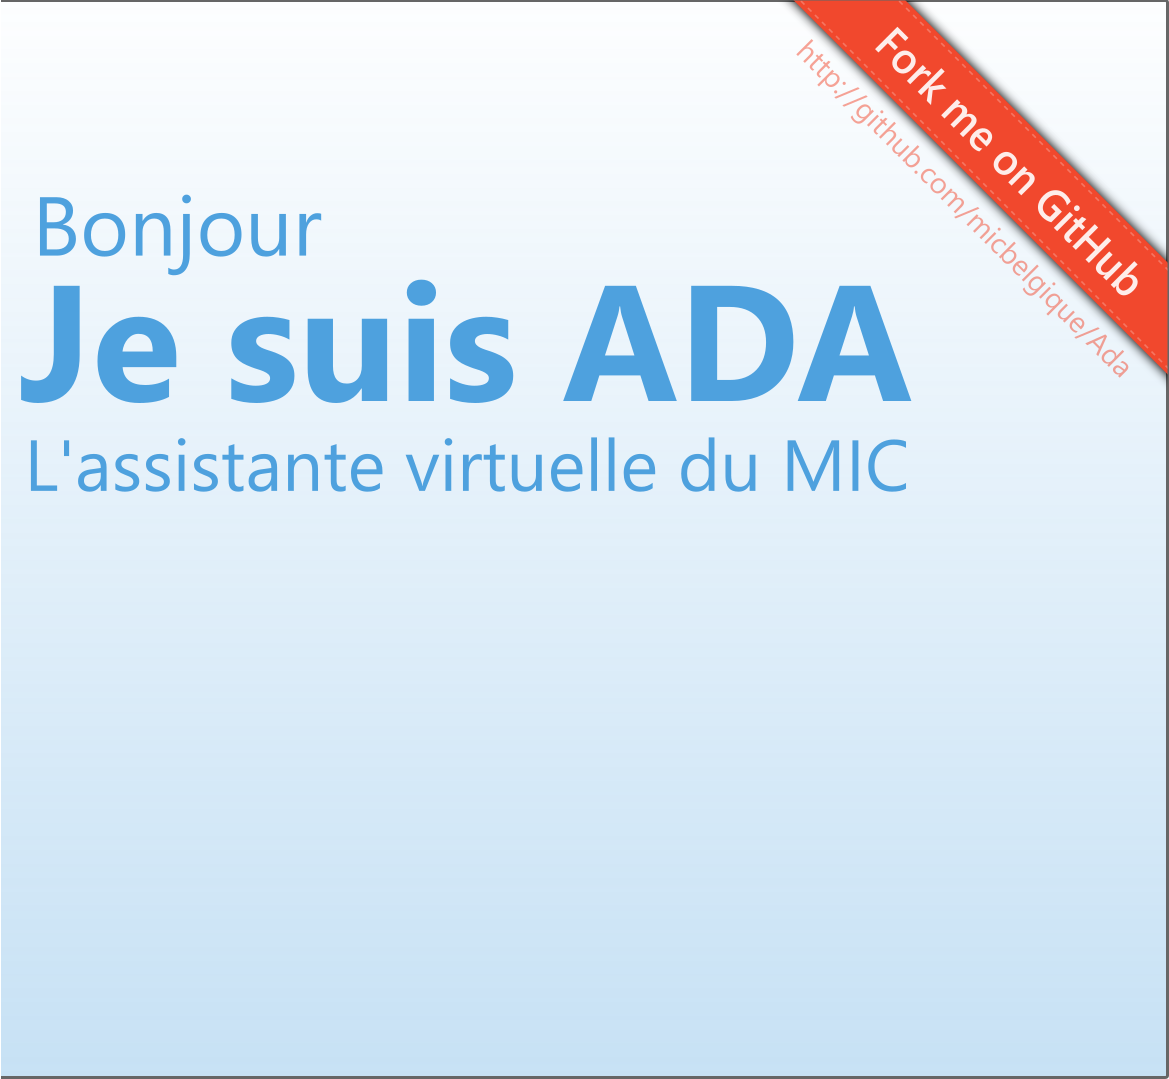 Fork me on GitHub
http://github.com/micbelgique/Ada
Bonjour
Je suis ADA
L'assistante virtuelle du MIC